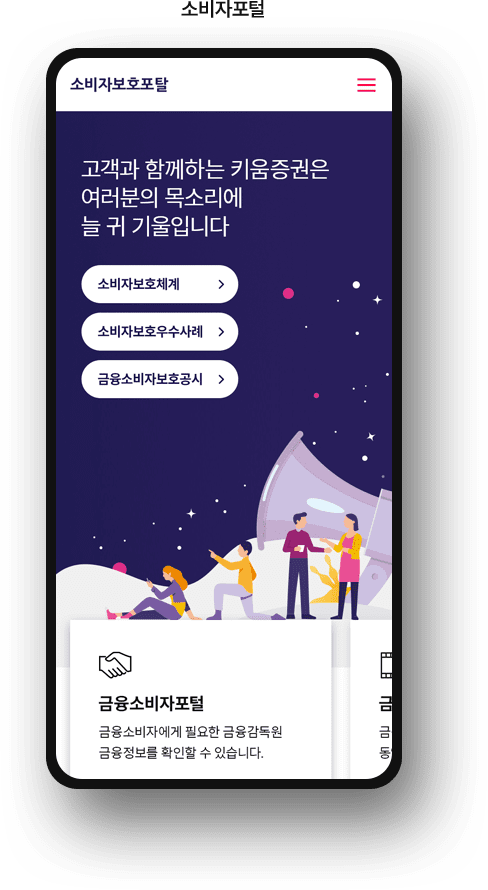 소비자포털
소비자보호포탈
고객과 함께하는 키움증권은
여러분의 목소리에
늘 귀 기울입니다
소비자보호체계
소비자보호우수사례
금융소비자보호공시
금융소비자포털
금융소비자에게 필요한 금융감독원
금융정보를 확인할 수 있습니다.
금
금